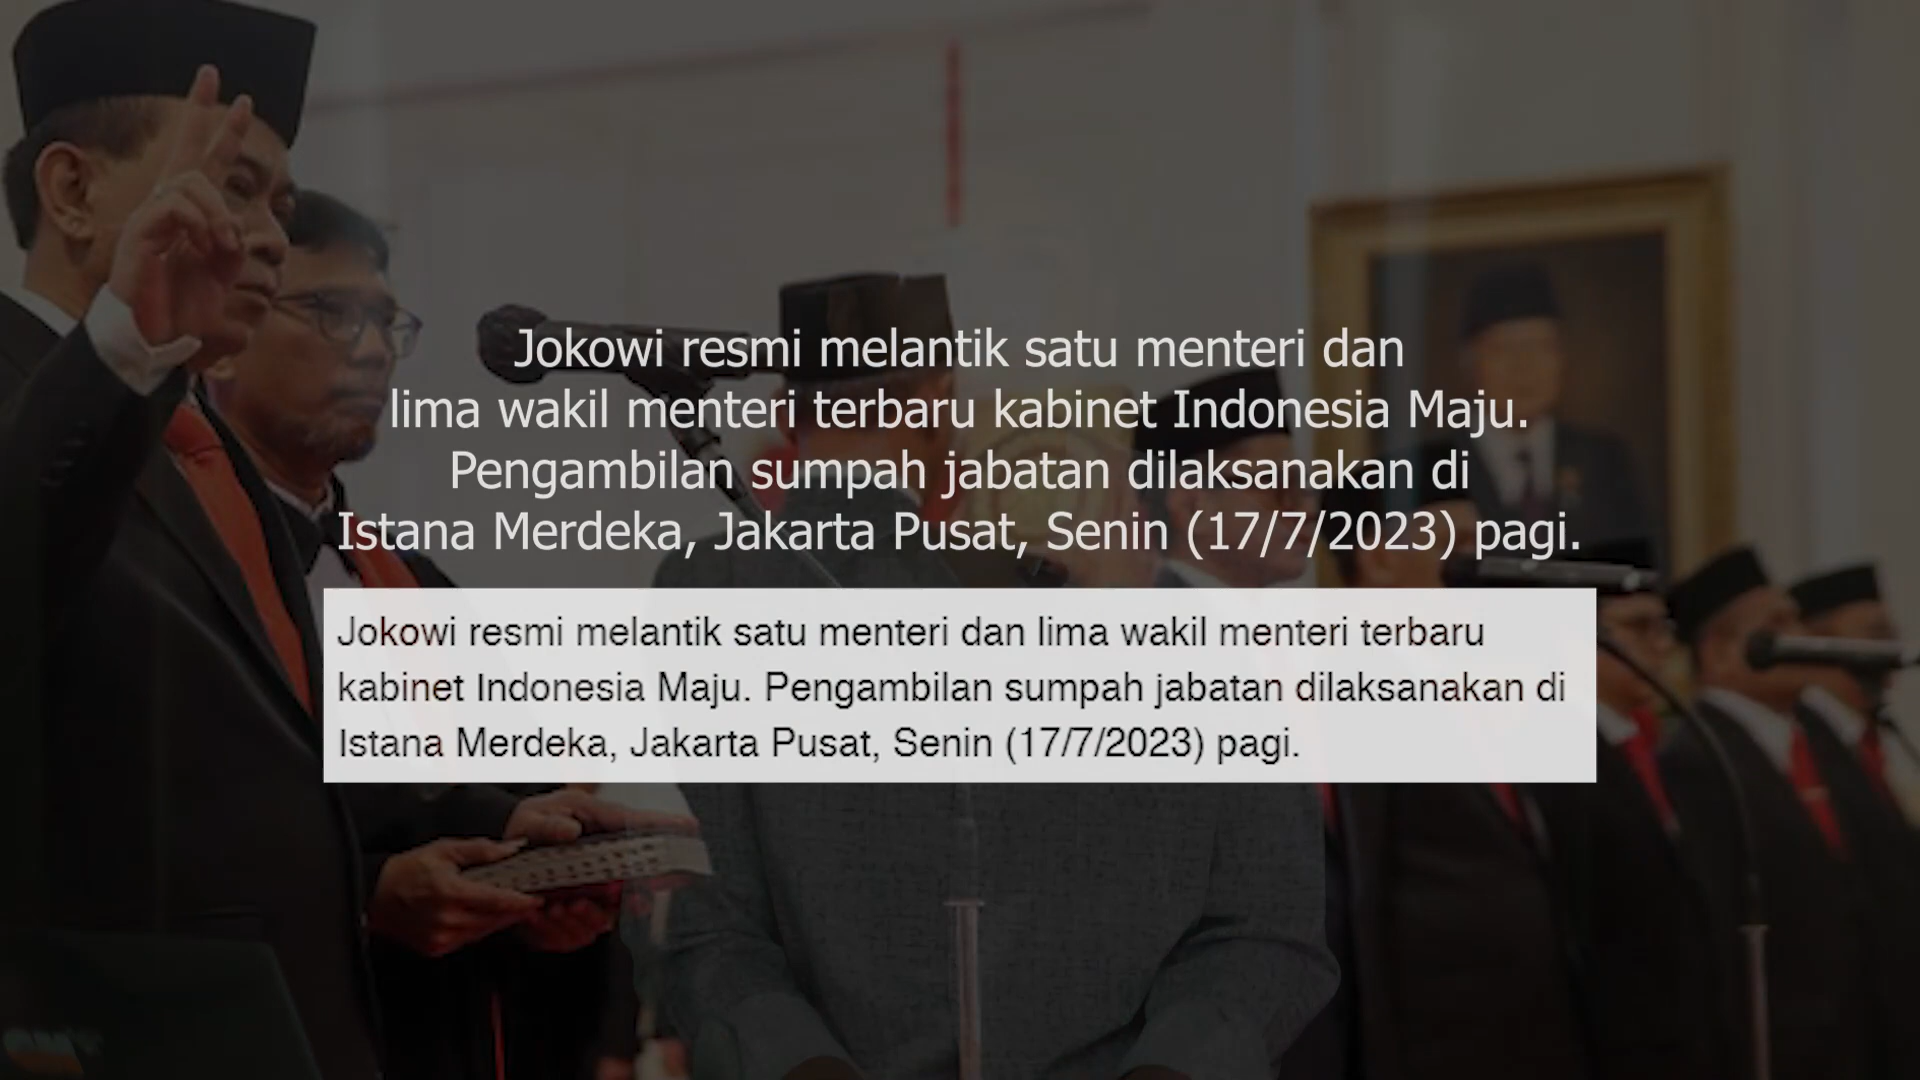 Jokowi resmi melantik satu menteri dan
lima wakil menteri terbaru kabinet Indonesia Maju.
Pengambilan sumpah jabatan dilaksanakan di
Istana Merdeka, Jakarta Pusat, Senin (17/7/2023) pagi.
Jokowi resmi melantik satu menteri dan lima wakil menteri terbaru
kabinet Indonesia Maju. Pengambilan sumpah jabatan dilaksanakan di
Istana Merdeka, Jakarta Pusat, Senin (17/7/2023) pagi.